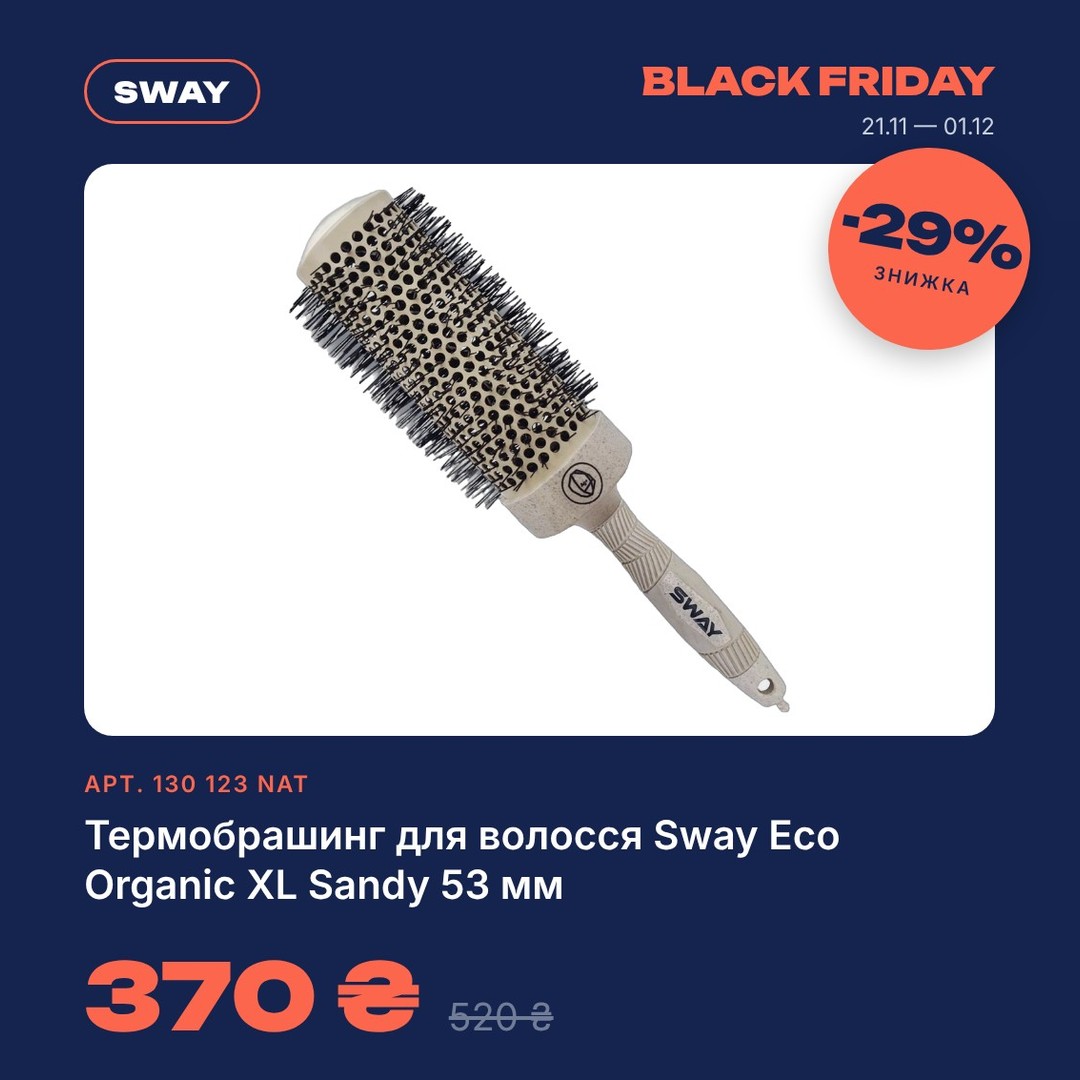 SWAY
BLACK FRIDAY
21.11 — 01.12
-29%
ЗНИЖКА
SWAY
АРТ. 130 123 NAT
Термобрашинг для волосся Sway Eco
Organic XL Sandy 53 мм
370 ₴ 520 ₴